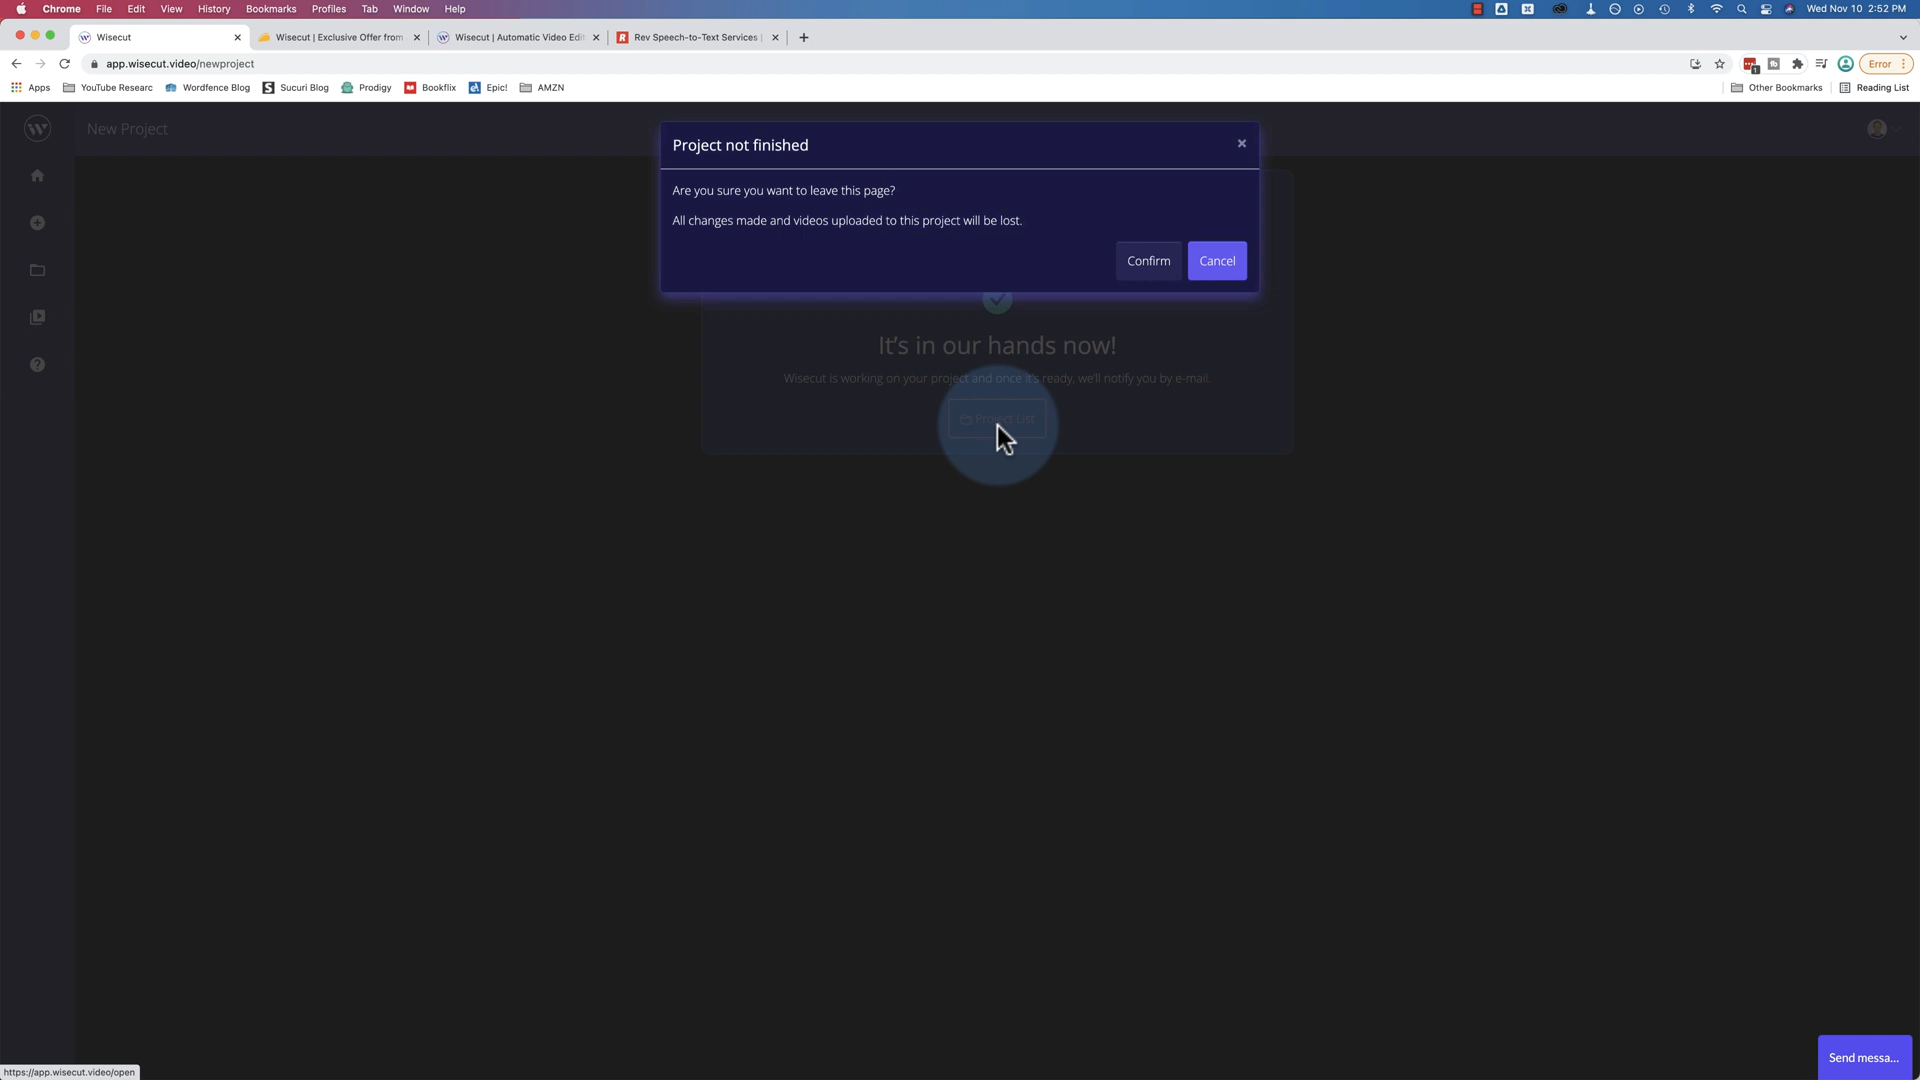 Chrome File Edit View History Bookmarks Profiles Tab Window Help Wed Nov 10 2:52 PM
Wisecut Wisecut | Exclusive Offer from Wisecut | Automatic Video Edi Rev Speech-to-Text Services |
app.wisecut.video/newproject Error
Apps YouTube Researc Wordfence Blog Sucuri Blog Prodigy Bookflix Epic! AMZN Other Bookmarks Reading List
New Project
Project not finished
Are you sure you want to leave this page?
All changes made and videos uploaded to this project will be lost.
Confirm Cancel
It's in our hands now!
Wisecut is working on your project and once it's ready, we'll notify you by e-mail.
Project List
Send messa...
https://app.wisecut.video/open